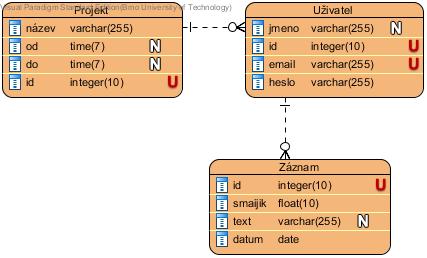 Visual Paradigm Standard Edition(Brno University of Technology)
Projekt
název varchar(255)
od time(7) N
do time(7) N
id integer(10) U
Uživatel
jmeno varchar(255) N
id integer(10) U
email varchar(255) U
heslo varchar(255)
Záznam
id integer(10) U
smaijik float(10)
text varchar(255) N
datum date